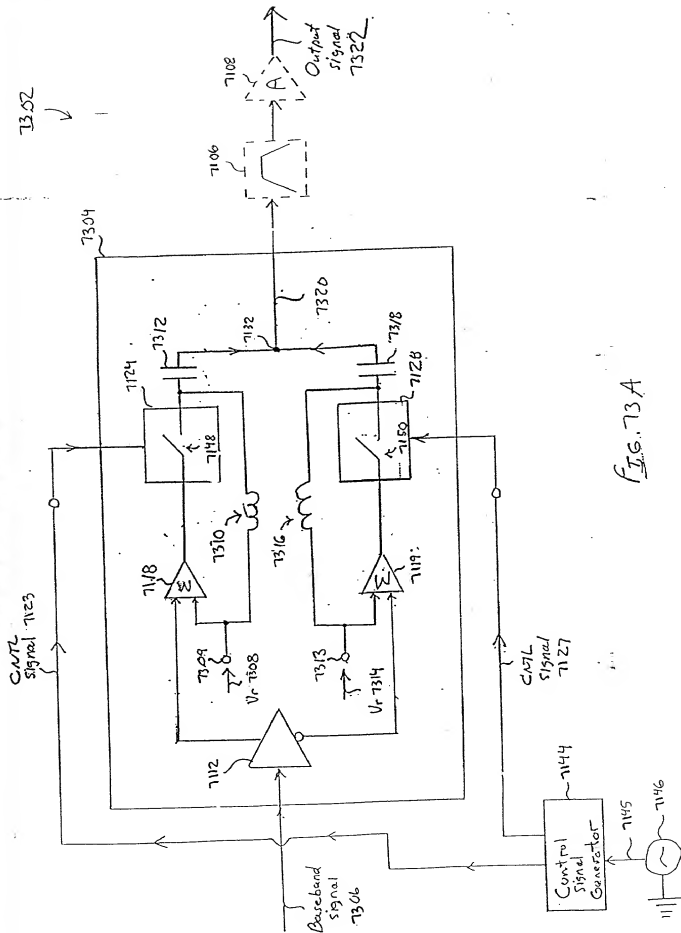 7302
7304
7106
7108
A
Output
signal
7322
CNTL
signal 7123
7124
7312
7148
7132
7320
7118
Σ
7310
7309
Vr 7308
7112
7316
7318
7128
7150
7119
Σ
7313
Vr 7314
Baseband
signal
7306
CNTL
signal
7127
Control
Signal
Generator
7144
7145
7146
FIG. 73A